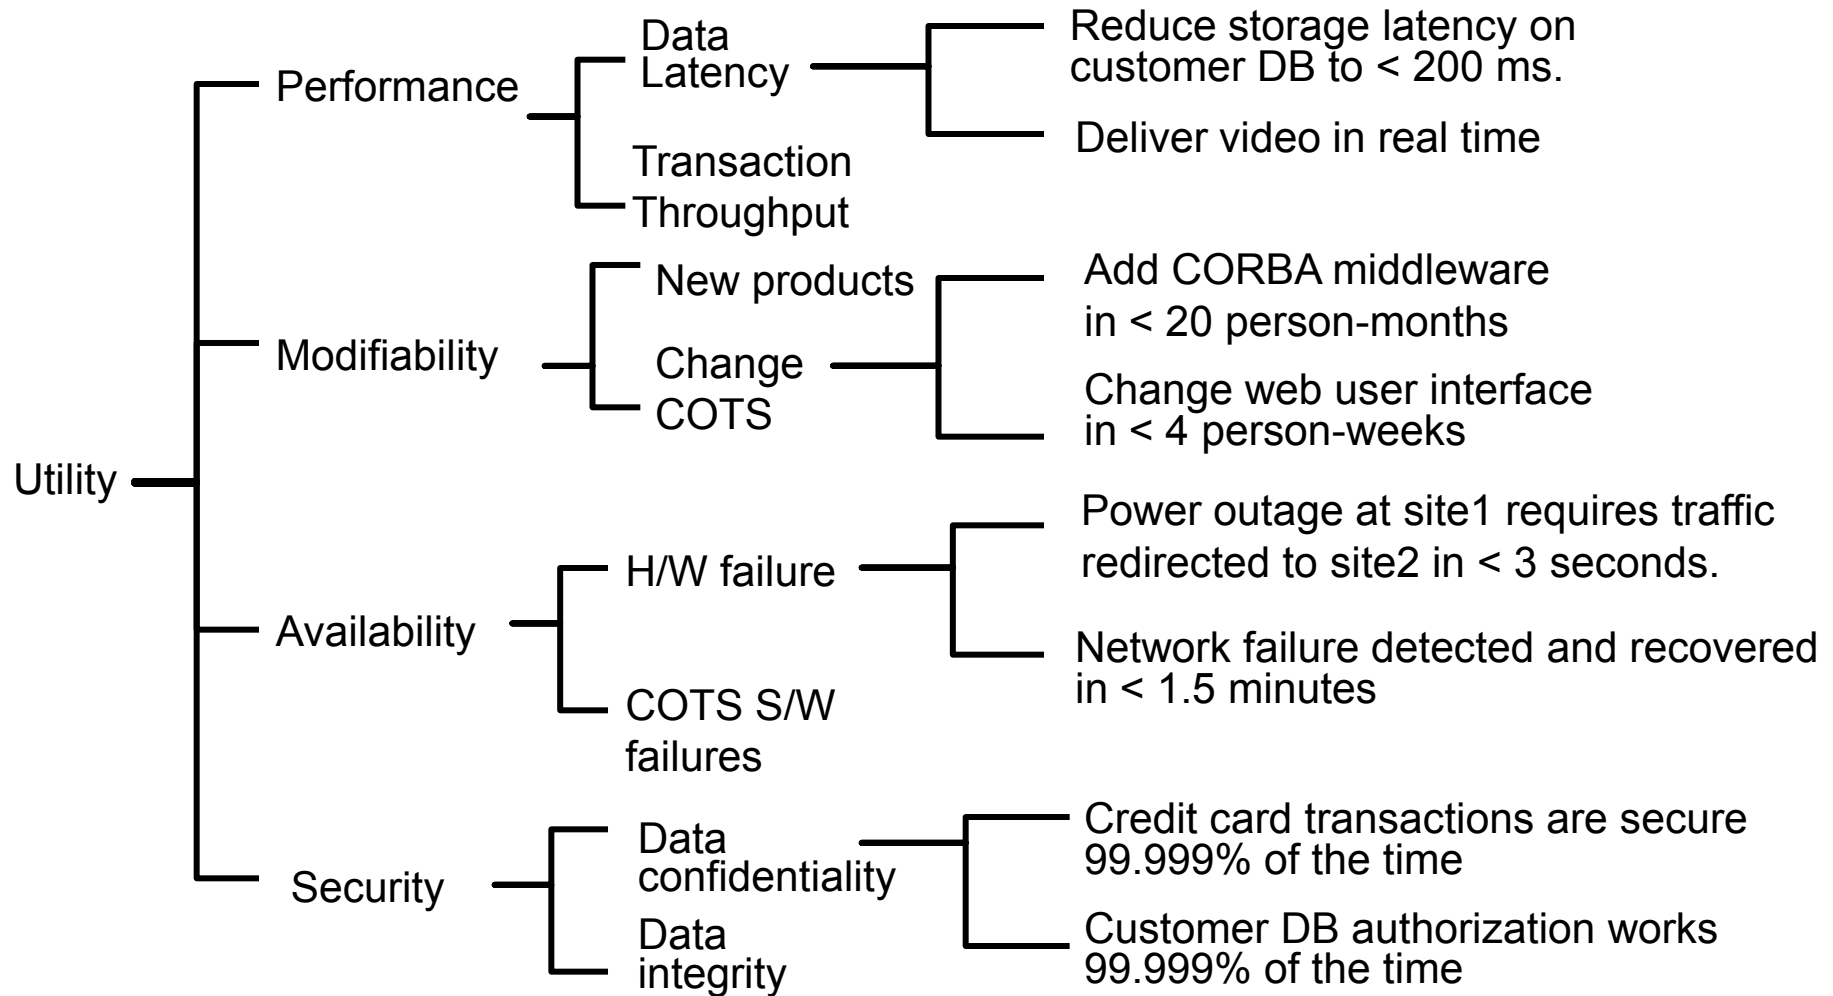 Utility
Performance
Data
Latency
Reduce storage latency on
customer DB to < 200 ms.
Deliver video in real time
Transaction
Throughput
Modifiability
New products
Change
COTS
Add CORBA middleware
in < 20 person-months
Change web user interface
in < 4 person-weeks
Availability
H/W failure
Power outage at site1 requires traffic
redirected to site2 in < 3 seconds.
Network failure detected and recovered
in < 1.5 minutes
COTS S/W
failures
Security
Data
confidentiality
Credit card transactions are secure
99.999% of the time
Customer DB authorization works
99.999% of the time
Data
integrity